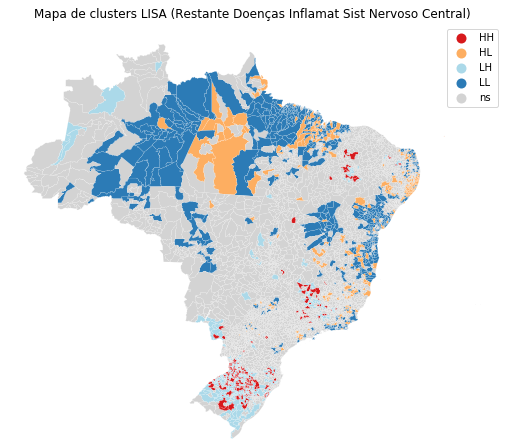 Mapa de clusters LISA (Restante Doenças Inflamat Sist Nervoso Central)
HH
HL
LH
LL
ns